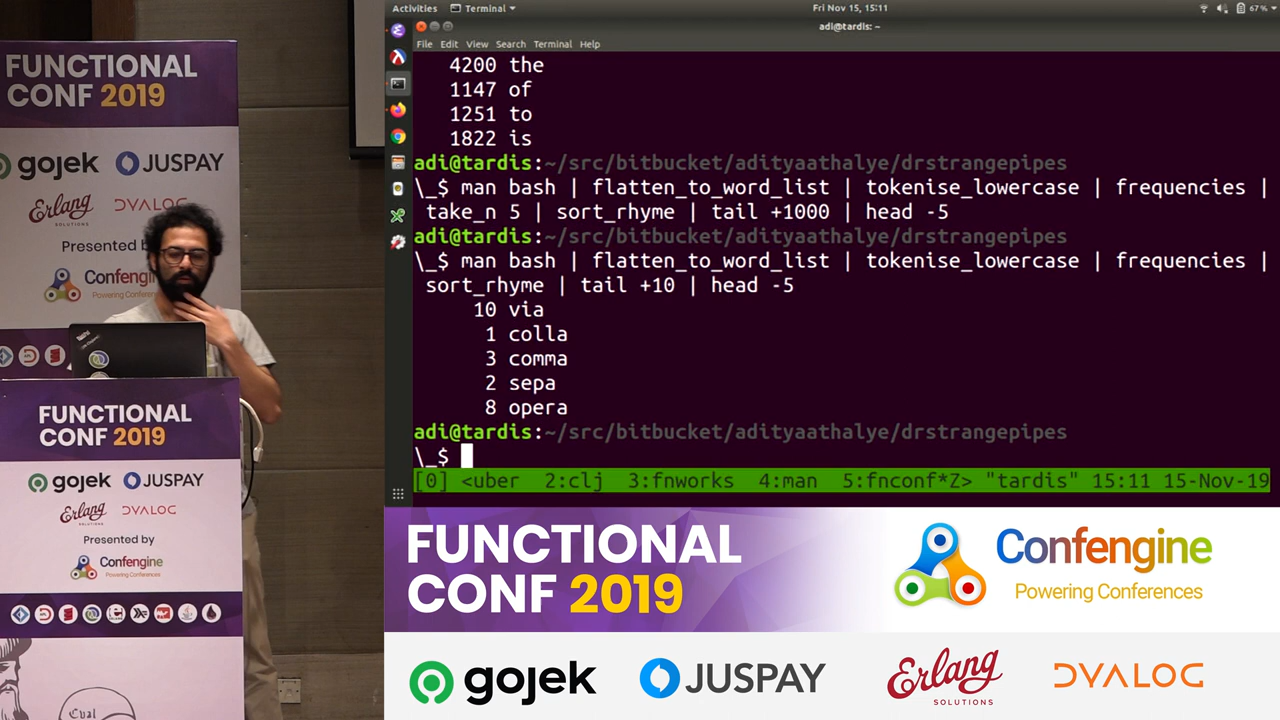 FUNCTIONAL
CONF 2019
gojek JUSPAY
Erlang
SOLUTIONS
DYALOG
Presented by
Confengine
Powering Conferences
FUNCTIONAL
CONF 2019
gojek JUSPAY
Erlang
SOLUTIONS
DYALOG
Presented by
Confengine
Powering Conferences
Activities Terminal Fri Nov 15, 15:11 67 %
adi@tardis: ~
File Edit View Search Terminal Help
4200 the
1147 of
1251 to
1822 is
adi@tardis:~/src/bitbucket/adityaathalye/drstrangepipes
\_$ man bash | flatten_to_word_list | tokenise_lowercase | frequencies |
take_n 5 | sort_rhyme | tail +1000 | head -5
adi@tardis:~/src/bitbucket/adityaathalye/drstrangepipes
\_$ man bash | flatten_to_word_list | tokenise_lowercase | frequencies |
sort_rhyme | tail +10 | head -5
10 via
1 colla
3 comma
2 sepa
8 opera
adi@tardis:~/src/bitbucket/adityaathalye/drstrangepipes
\_$
[0] <uber 2:clj 3:fnworks 4:man 5:fnconf*Z> "tardis" 15:11 15-Nov-19
FUNCTIONAL
CONF 2019
Confengine
Powering Conferences
gojek JUSPAY Erlang
SOLUTIONS
DYALOG